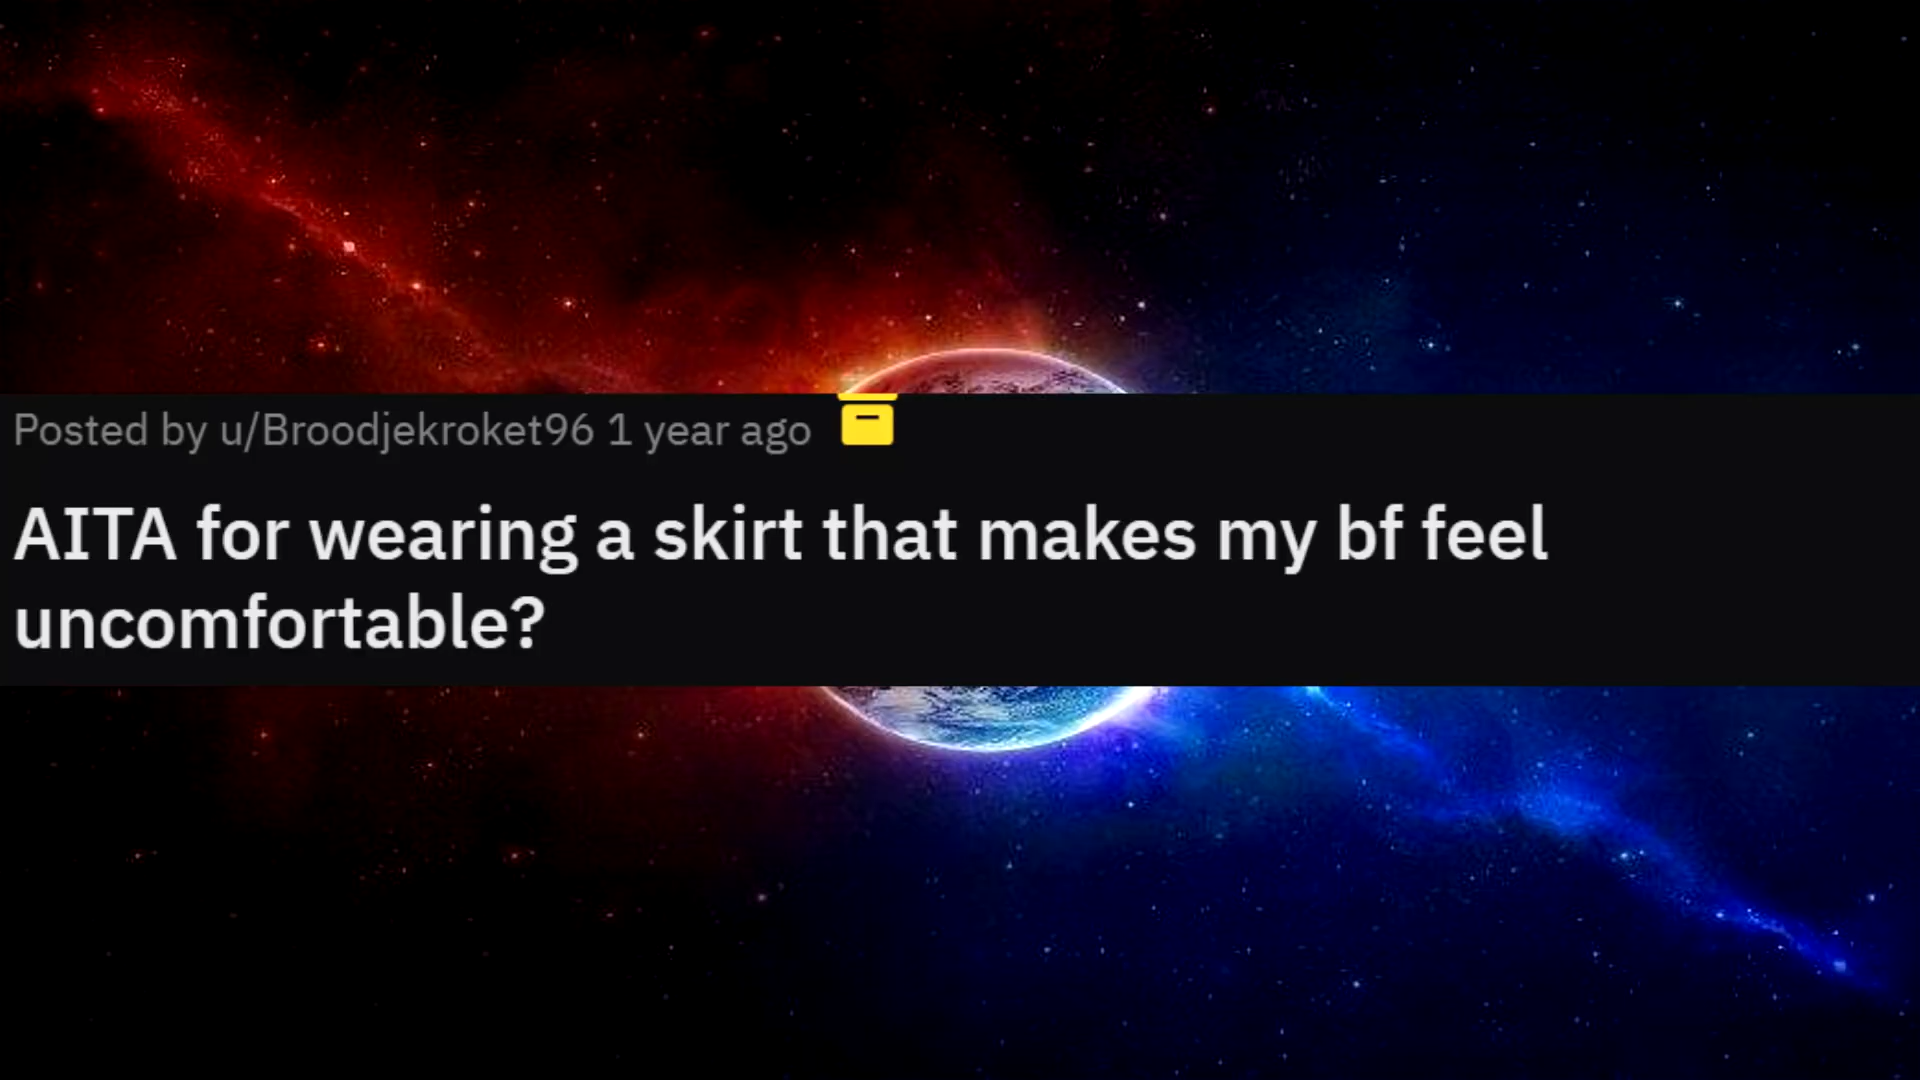 Posted by u/Broodjekroket96 1 year ago
AITA for wearing a skirt that makes my bf feel
uncomfortable?